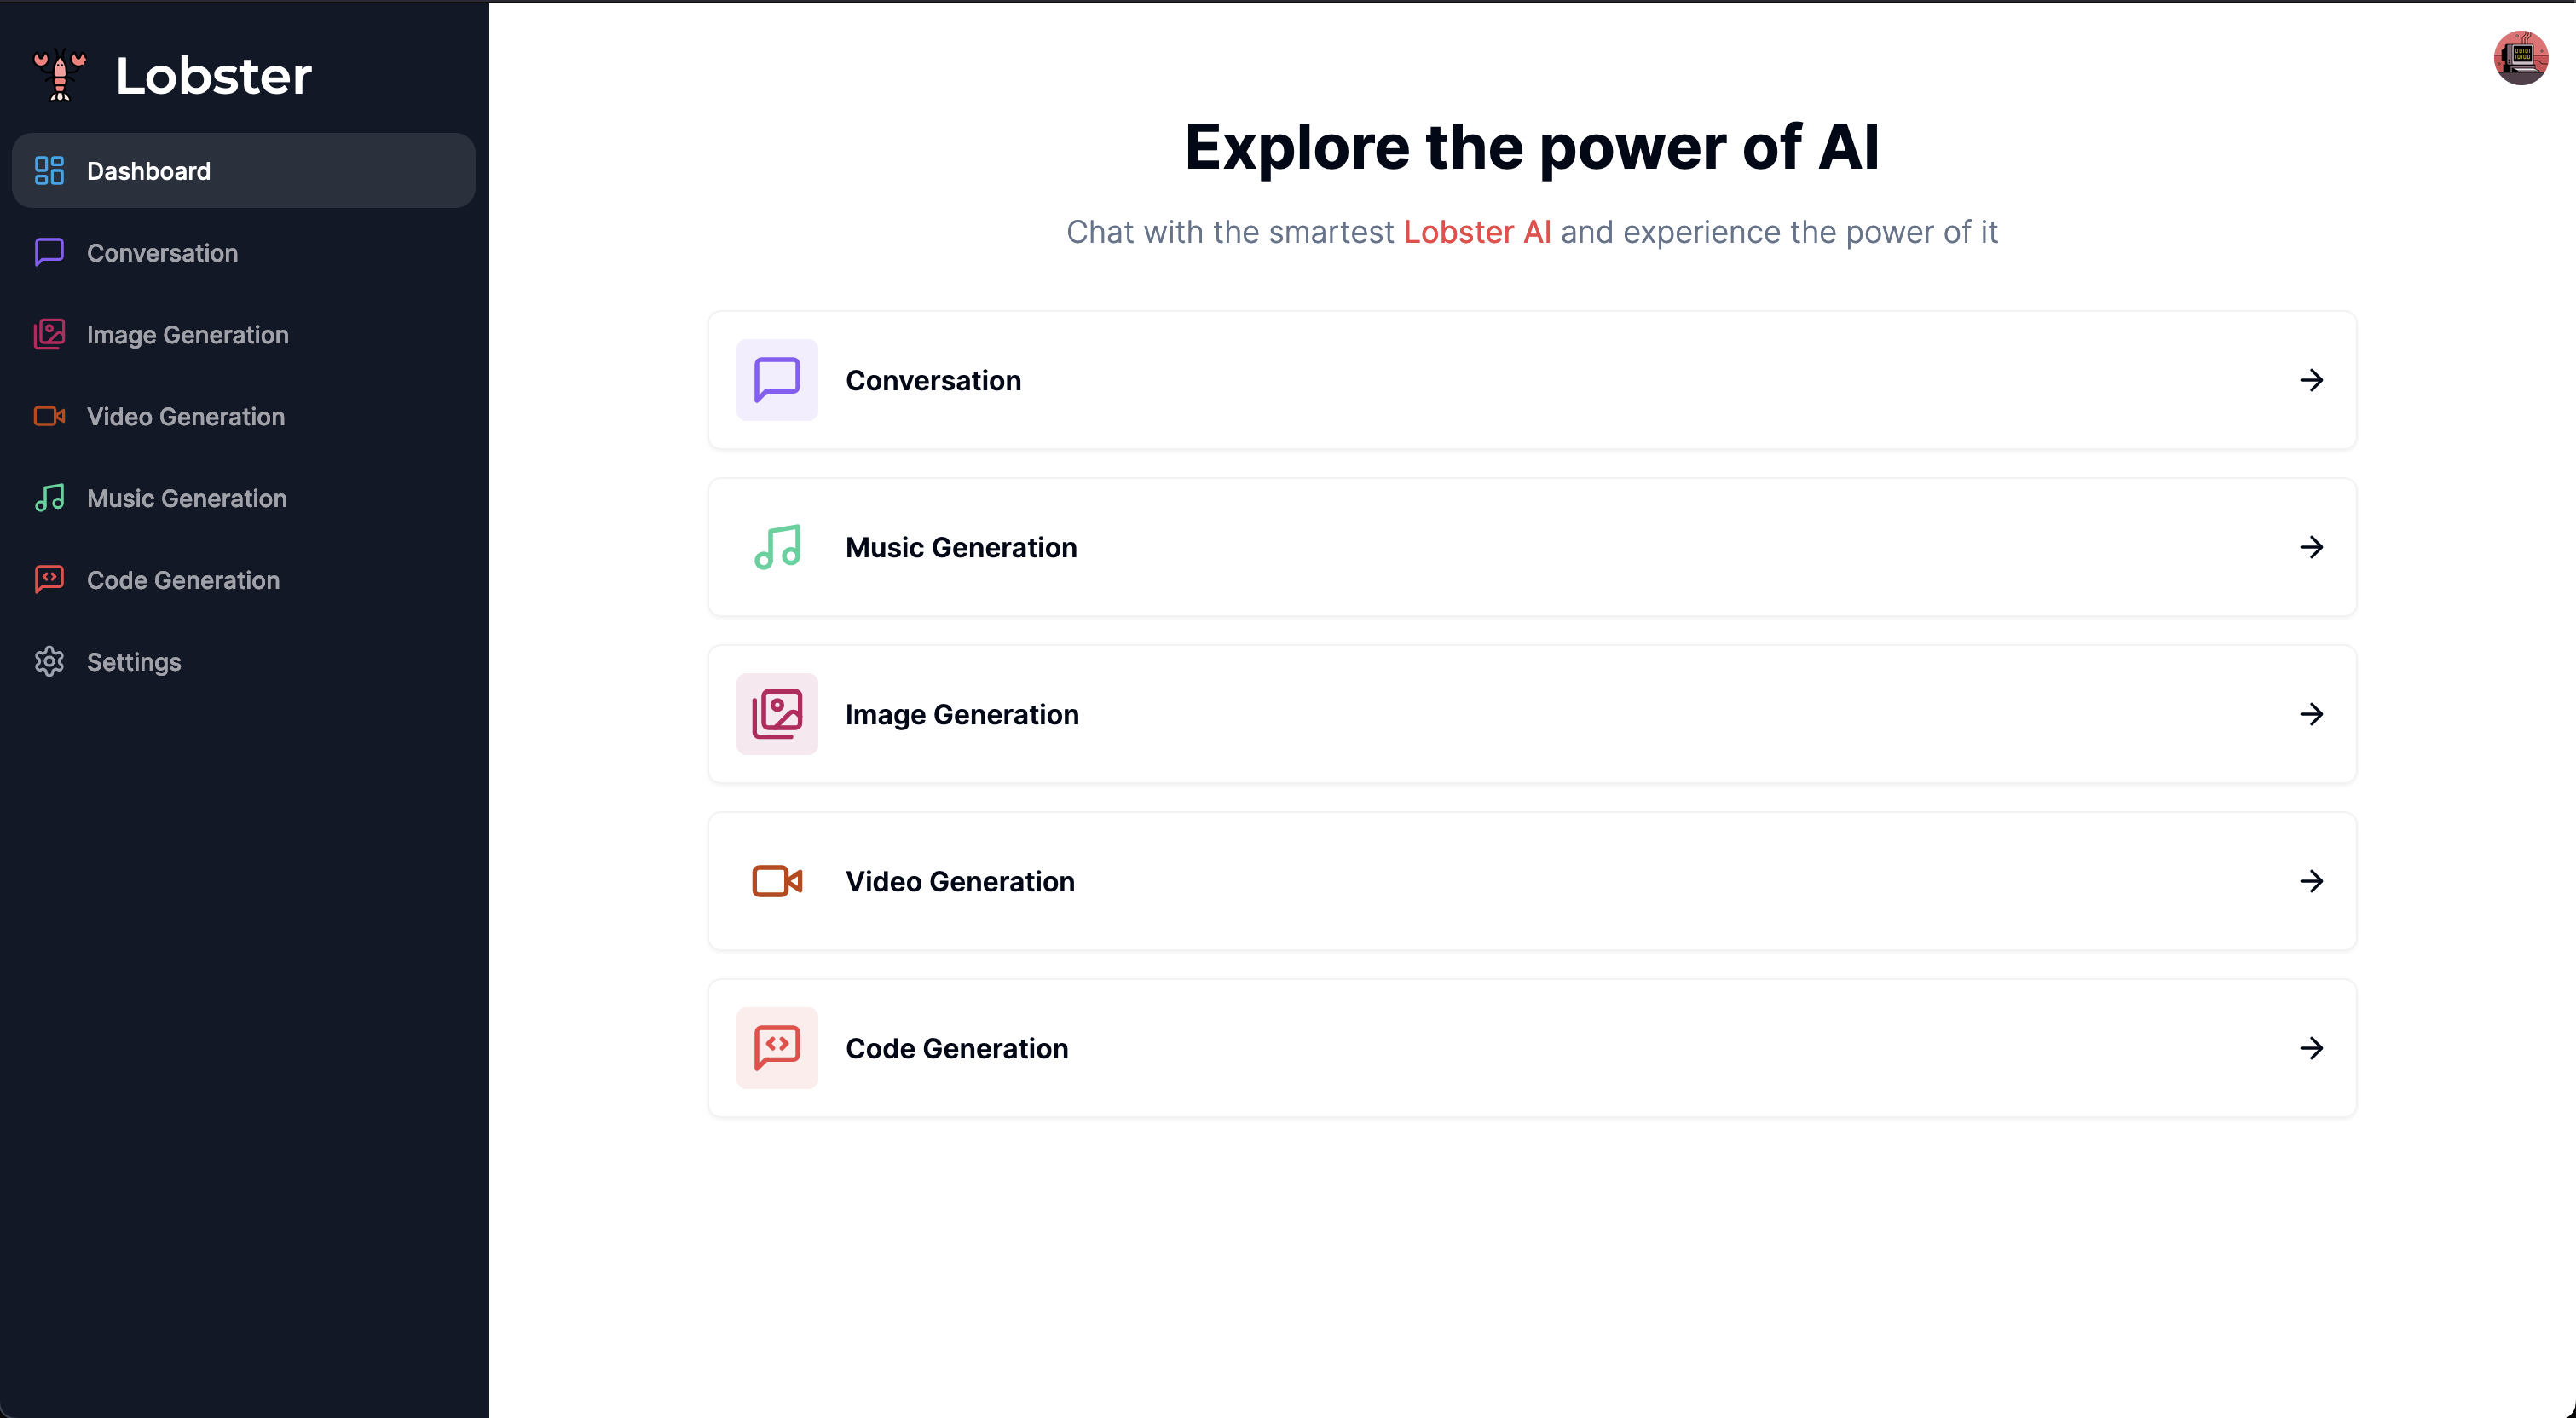 Lobster
Dashboard
Conversation
Image Generation
Video Generation
Music Generation
Code Generation
Settings
Explore the power of AI
Chat with the smartest Lobster AI and experience the power of it
Conversation
Music Generation
Image Generation
Video Generation
Code Generation